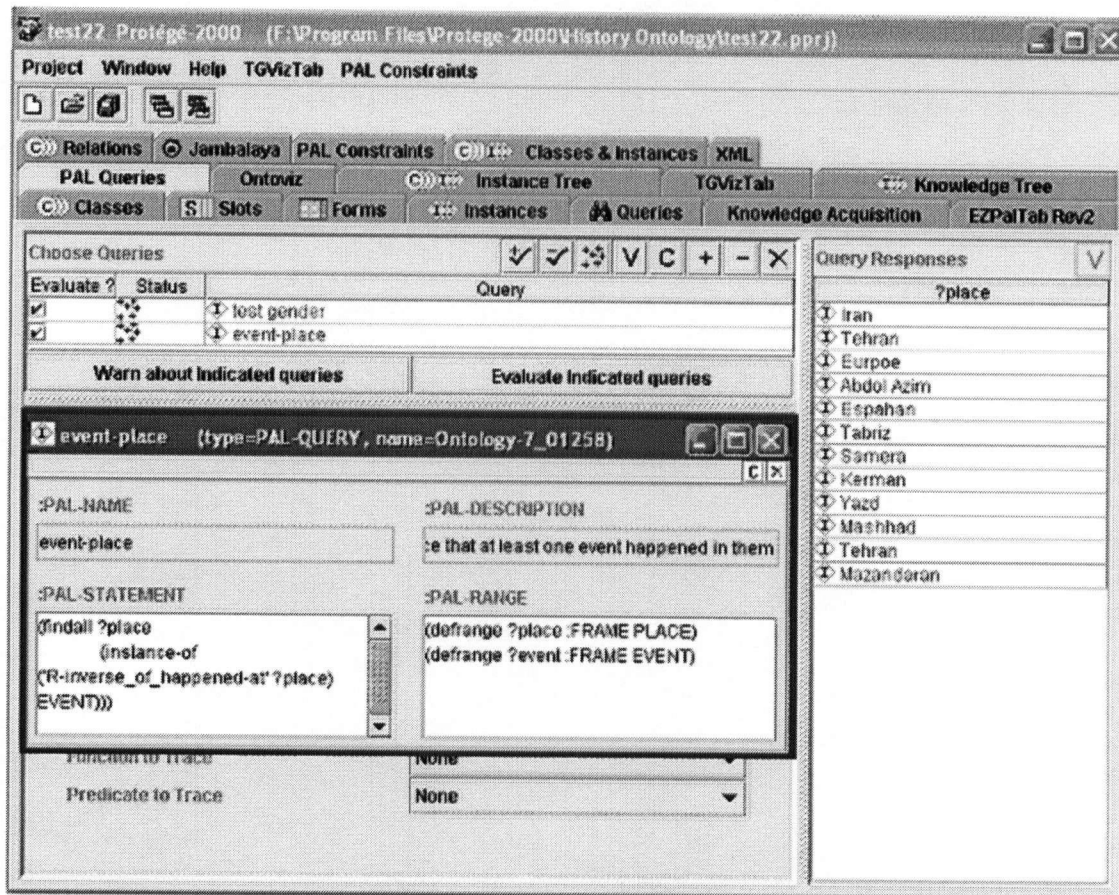 test22 Protégé-2000 (F:\Program Files\Protege-2000\History Ontology\test22.pprj)
Project Window Help TGVizTab PAL Constraints
C Relations Jambalaya PAL Constraints C I Classes & Instances XML
PAL Queries Ontoviz C I Instance Tree TGVizTab I Knowledge Tree
C Classes S Slots Forms I Instances Queries Knowledge Acquisition EZPalTab Rev2
Choose Queries V C + - X
Evaluate ? Status Query
I test gender
I event-place
Warn about Indicated queries Evaluate Indicated queries
Query Responses V
?place
I Iran
I Tehran
I Eurpoe
I Abdol Azim
I Espahan
I Tabriz
I Samera
I Kerman
I Yazd
I Mashhad
I Tehran
I Mazandaran
I event-place (type=PAL-QUERY, name=Ontology-7_01258)
C X
:PAL-NAME
event-place
:PAL-DESCRIPTION
:e that at least one event happened in them
:PAL-STATEMENT
(findall ?place
(instance-of
('R-inverse_of_happened-at' ?place)
EVENT)))
:PAL-RANGE
(defrange ?place :FRAME PLACE)
(defrange ?event :FRAME EVENT)
Function to Trace None
Predicate to Trace None